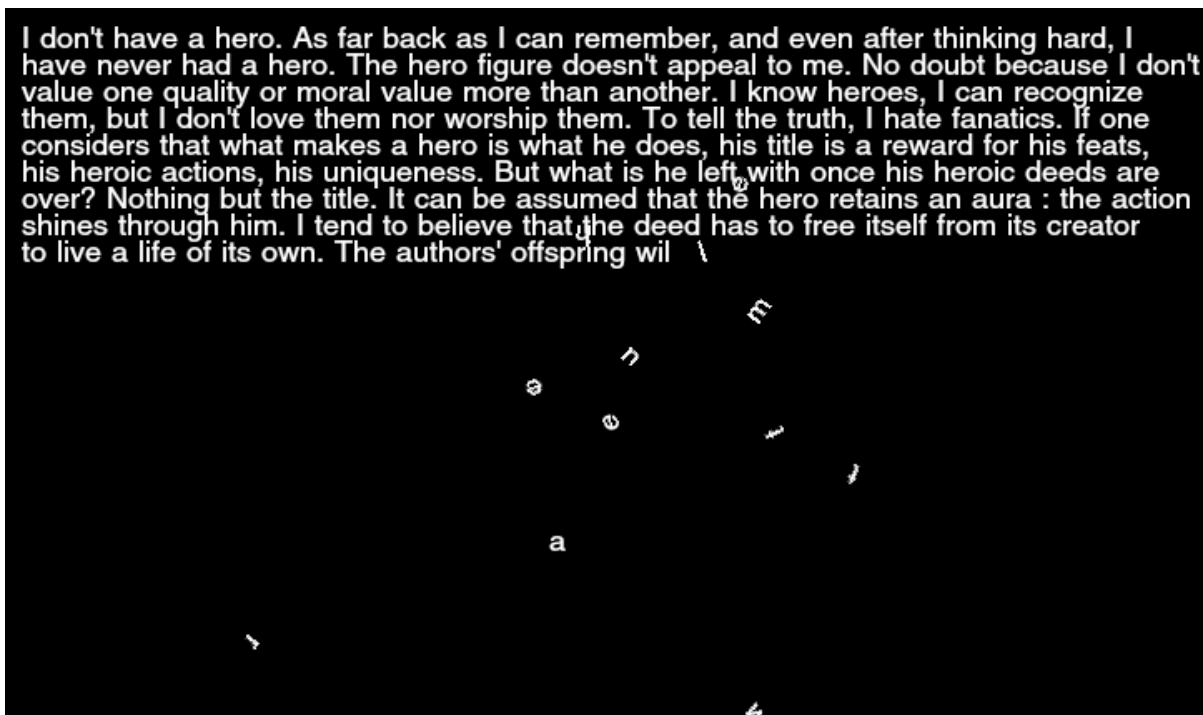 I don't have a hero. As far back as I can remember, and even after thinking hard, I
have never had a hero. The hero figure doesn't appeal to me. No doubt because I don't
value one quality or moral value more than another. I know heroes, I can recognize
them, but I don't love them nor worship them. To tell the truth, I hate fanatics. If one
considers that what makes a hero is what he does, his title is a reward for his feats,
his heroic actions, his uniqueness. But what is he left with once his heroic deeds are
over? Nothing but the title. It can be assumed that the hero retains an aura : the action
shines through him. I tend to believe that the deed has to free itself from its creator
to live a life of its own. The authors' offspring wil
l
m
n
e
e
a